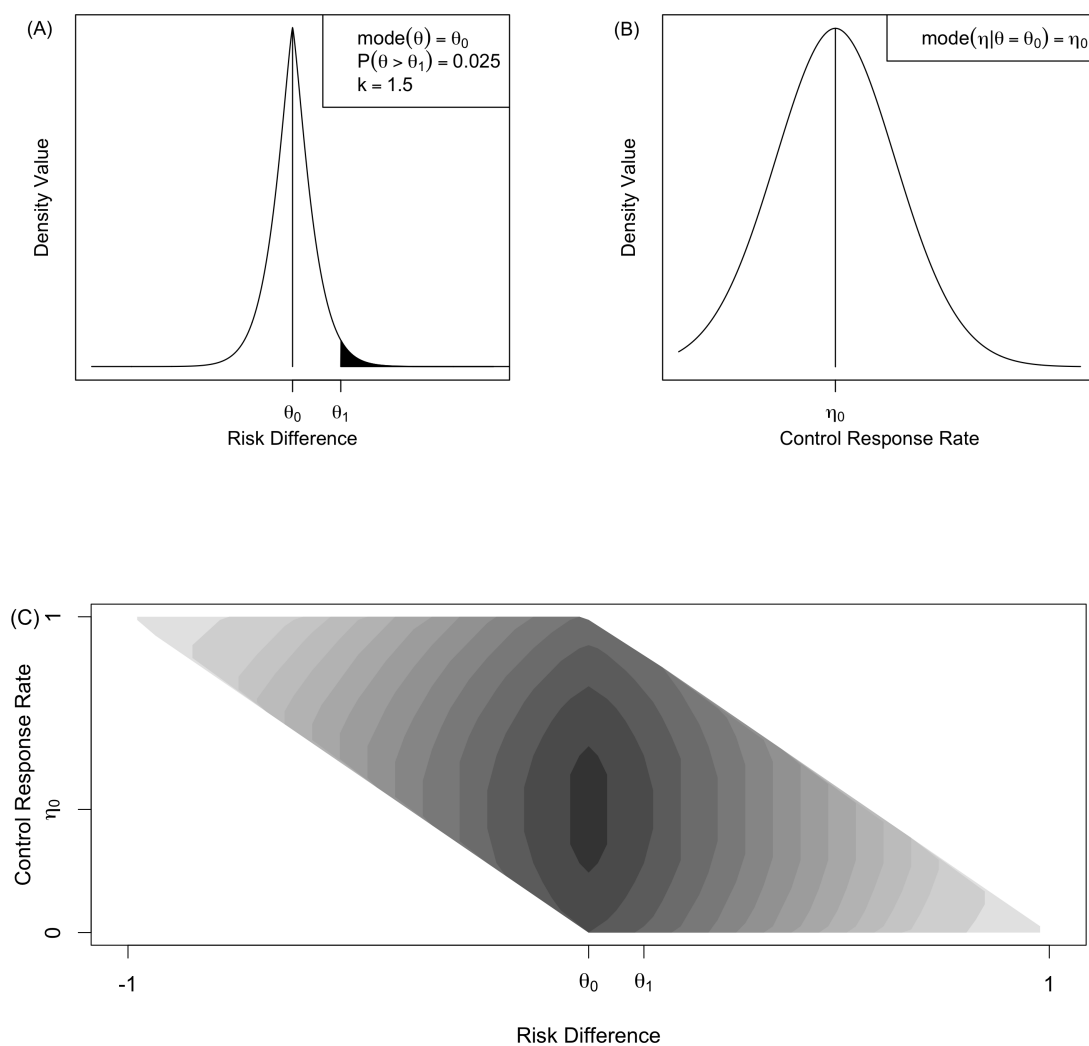 (A)
mode(θ) = θ₀
P(θ > θ₁) = 0.025
k = 1.5
Density Value
θ₀ θ₁
Risk Difference
(B)
mode(η|θ = θ₀) = η₀
Density Value
η₀
Control Response Rate
(C)
Control Response Rate
0 η₀ 1
-1 θ₀ θ₁ 1
Risk Difference